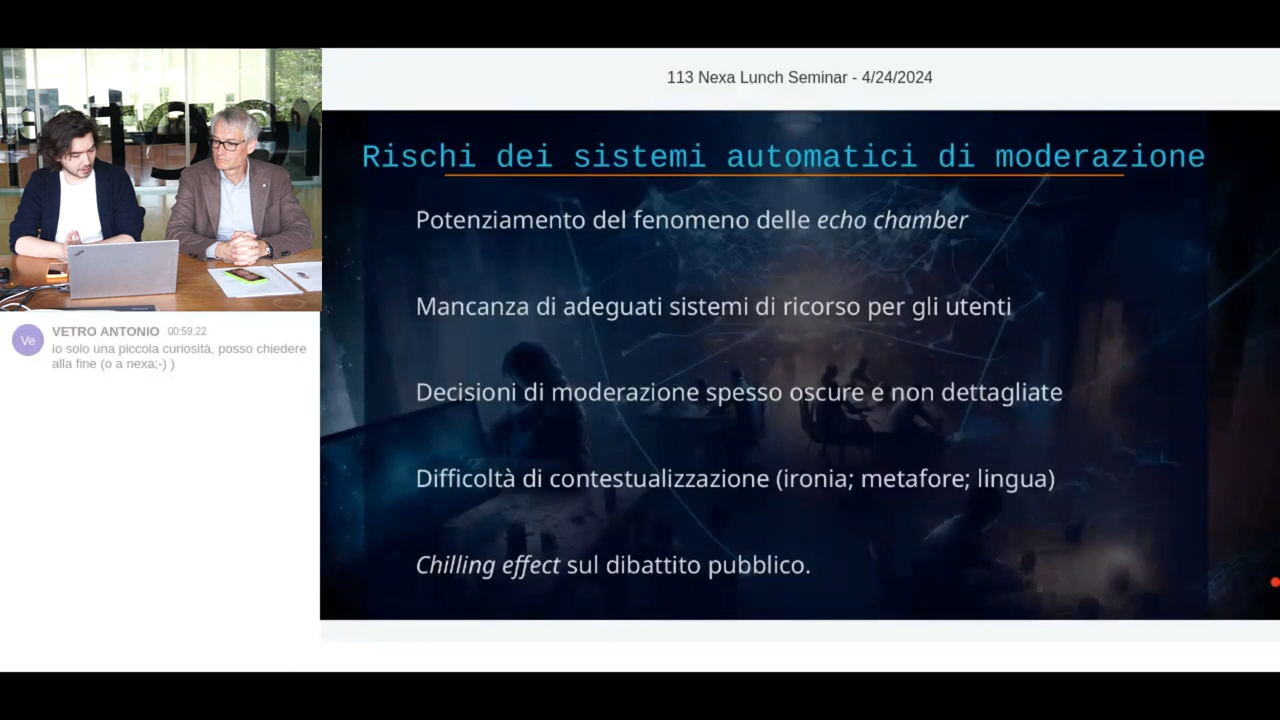 113 Nexa Lunch Seminar - 4/24/2024
Rischi dei sistemi automatici di moderazione
Potenziamento del fenomeno delle echo chamber
Mancanza di adeguati sistemi di ricorso per gli utenti
Decisioni di moderazione spesso oscure e non dettagliate
Difficoltà di contestualizzazione (ironia; metafore; lingua)
Chilling effect sul dibattito pubblico.
Ve
VETRO ANTONIO 00:59:22
Io solo una piccola curiosità, posso chiedere
alla fine (o a nexa;-) )